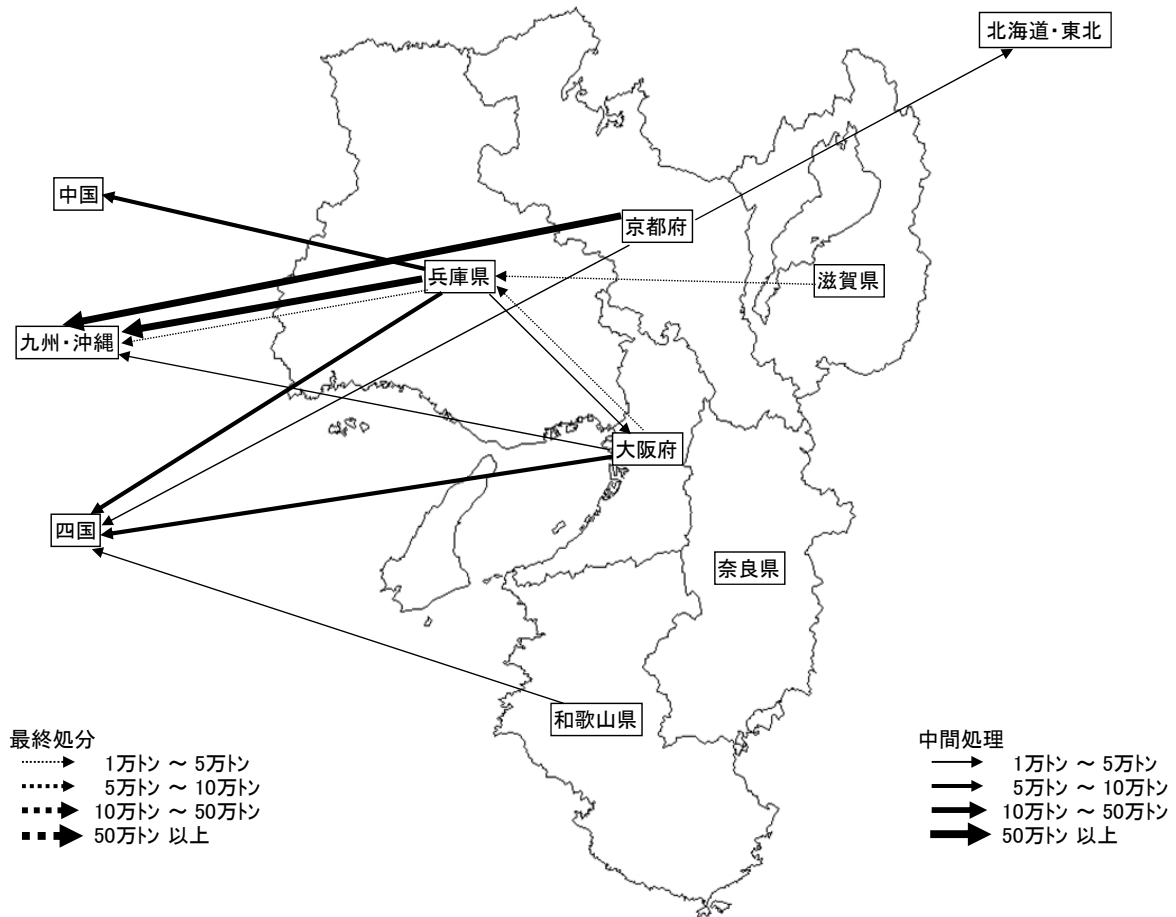 北海道・東北
中国
京都府
兵庫県
滋賀県
九州・沖縄
大阪府
四国
奈良県
和歌山県
最終処分
1万トン ～ 5万トン
5万トン ～ 10万トン
10万トン ～ 50万トン
50万トン 以上
中間処理
1万トン ～ 5万トン
5万トン ～ 10万トン
10万トン ～ 50万トン
50万トン 以上